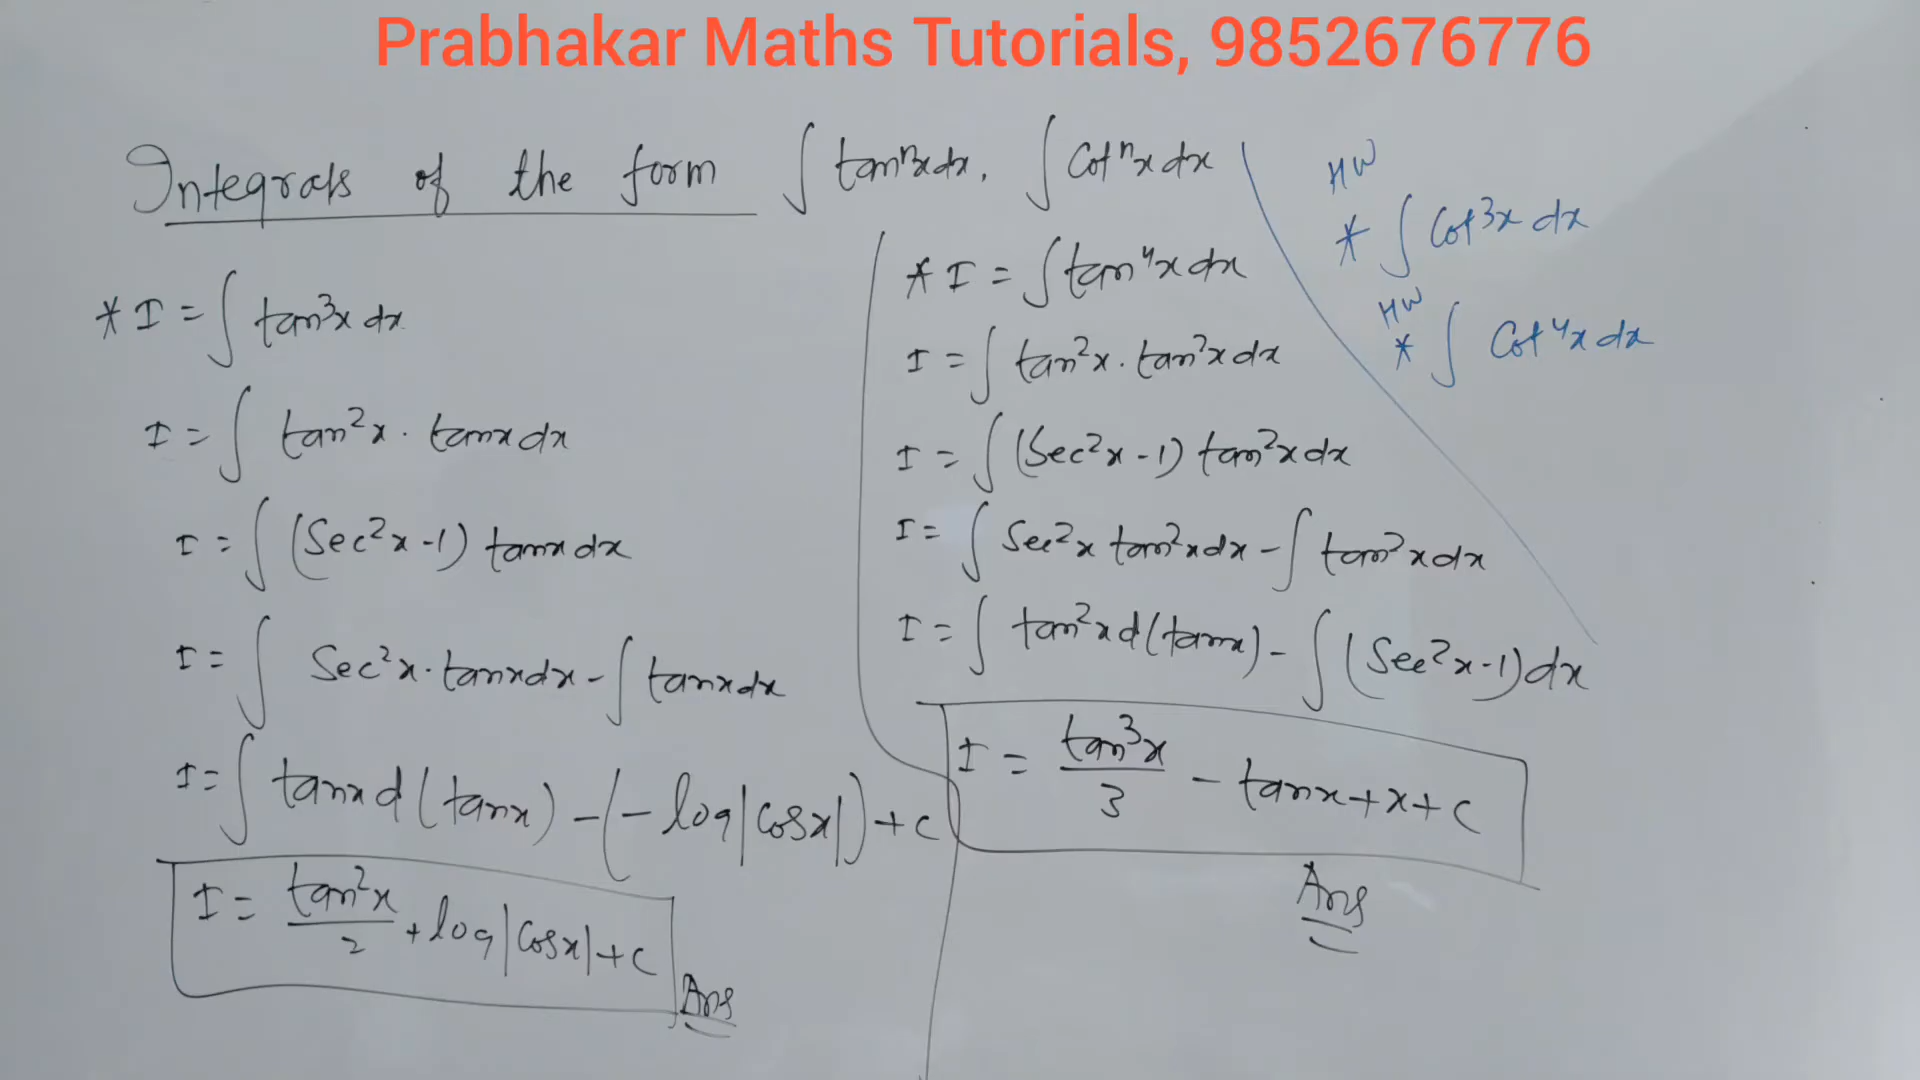 Prabhakar Maths Tutorials, 9852676776
Integrals of the form ∫ tanⁿx dx, ∫ Cotⁿx dx
* I = ∫ tan³x dx
I = ∫ tan²x · tanx dx
I = ∫ (Sec²x - 1) tanx dx
I = ∫ Sec²x · tanx dx - ∫ tanx dx
I = ∫ tanx d(tanx) - (- log|Cosx|) + c
I = tan²x/2 + log|Cosx| + c
Ans
* I = ∫ tan⁴x dx
I = ∫ tan²x · tan²x dx
I = ∫ (Sec²x - 1) tan²x dx
I = ∫ Sec²x tan²x dx - ∫ tan²x dx
I = ∫ tan²x d(tanx) - ∫ (Sec²x - 1) dx
I = tan³x/3 - tanx + x + c
Ans
HW
* ∫ Cot³x dx
HW
* ∫ Cot⁴x dx